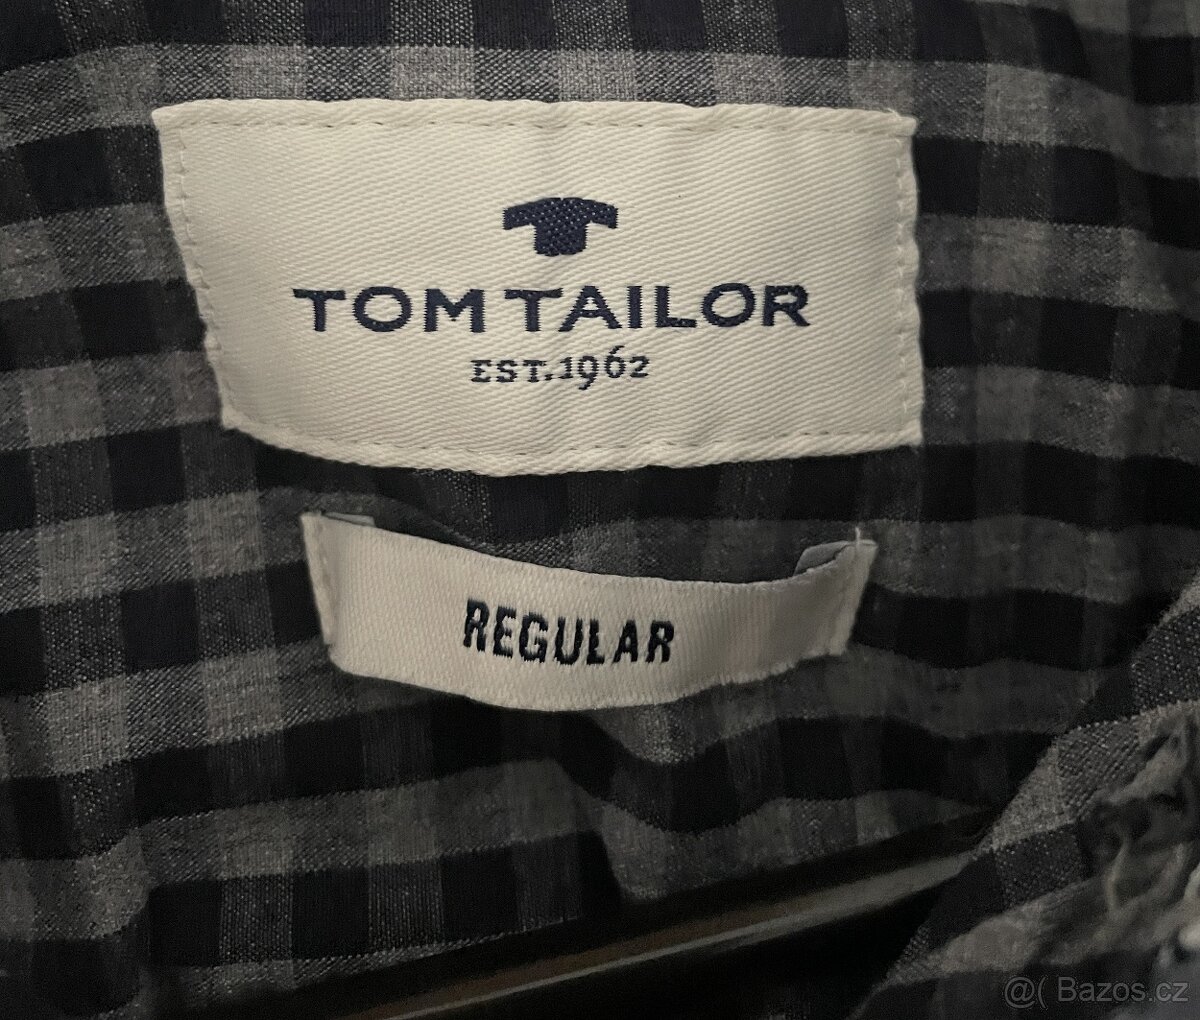 TOM TAILOR
EST.1962
REGULAR
@( Bazos.cz